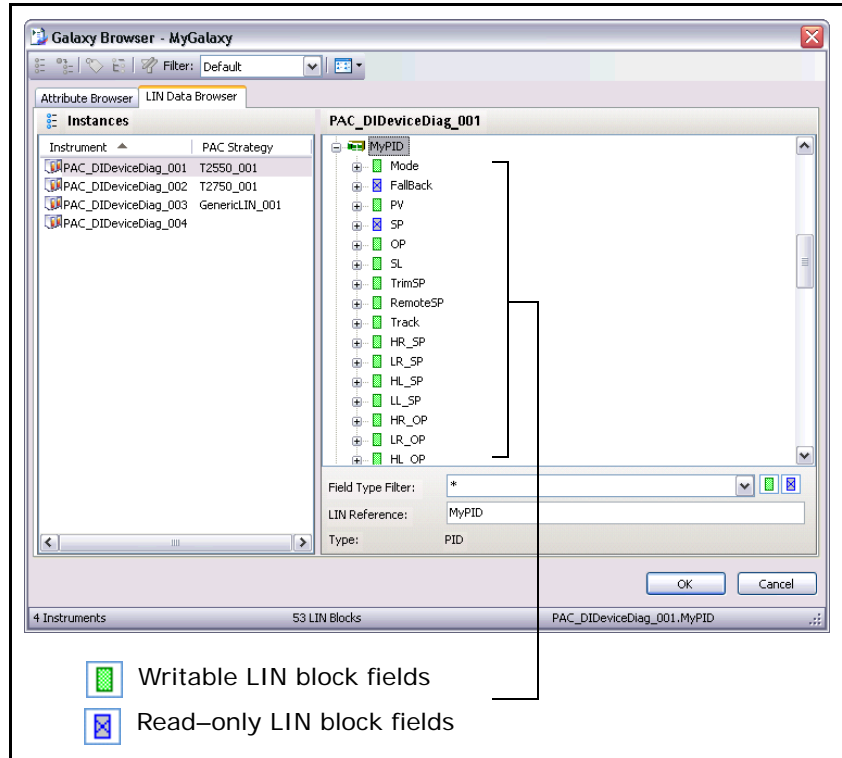 Galaxy Browser - MyGalaxy
Filter: Default
Attribute Browser LIN Data Browser
Instances
Instrument PAC Strategy
PAC_DIDeviceDiag_001 T2550_001
PAC_DIDeviceDiag_002 T2750_001
PAC_DIDeviceDiag_003 GenericLIN_001
PAC_DIDeviceDiag_004
PAC_DIDeviceDiag_001
MyPID
Mode
FallBack
PV
SP
OP
SL
TrimSP
RemoteSP
Track
HR_SP
LR_SP
HL_SP
LL_SP
HR_OP
LR_OP
HL_OP
Field Type Filter: *
LIN Reference: MyPID
Type: PID
OK Cancel
4 Instruments 53 LIN Blocks PAC_DIDeviceDiag_001.MyPID
Writable LIN block fields
Read–only LIN block fields